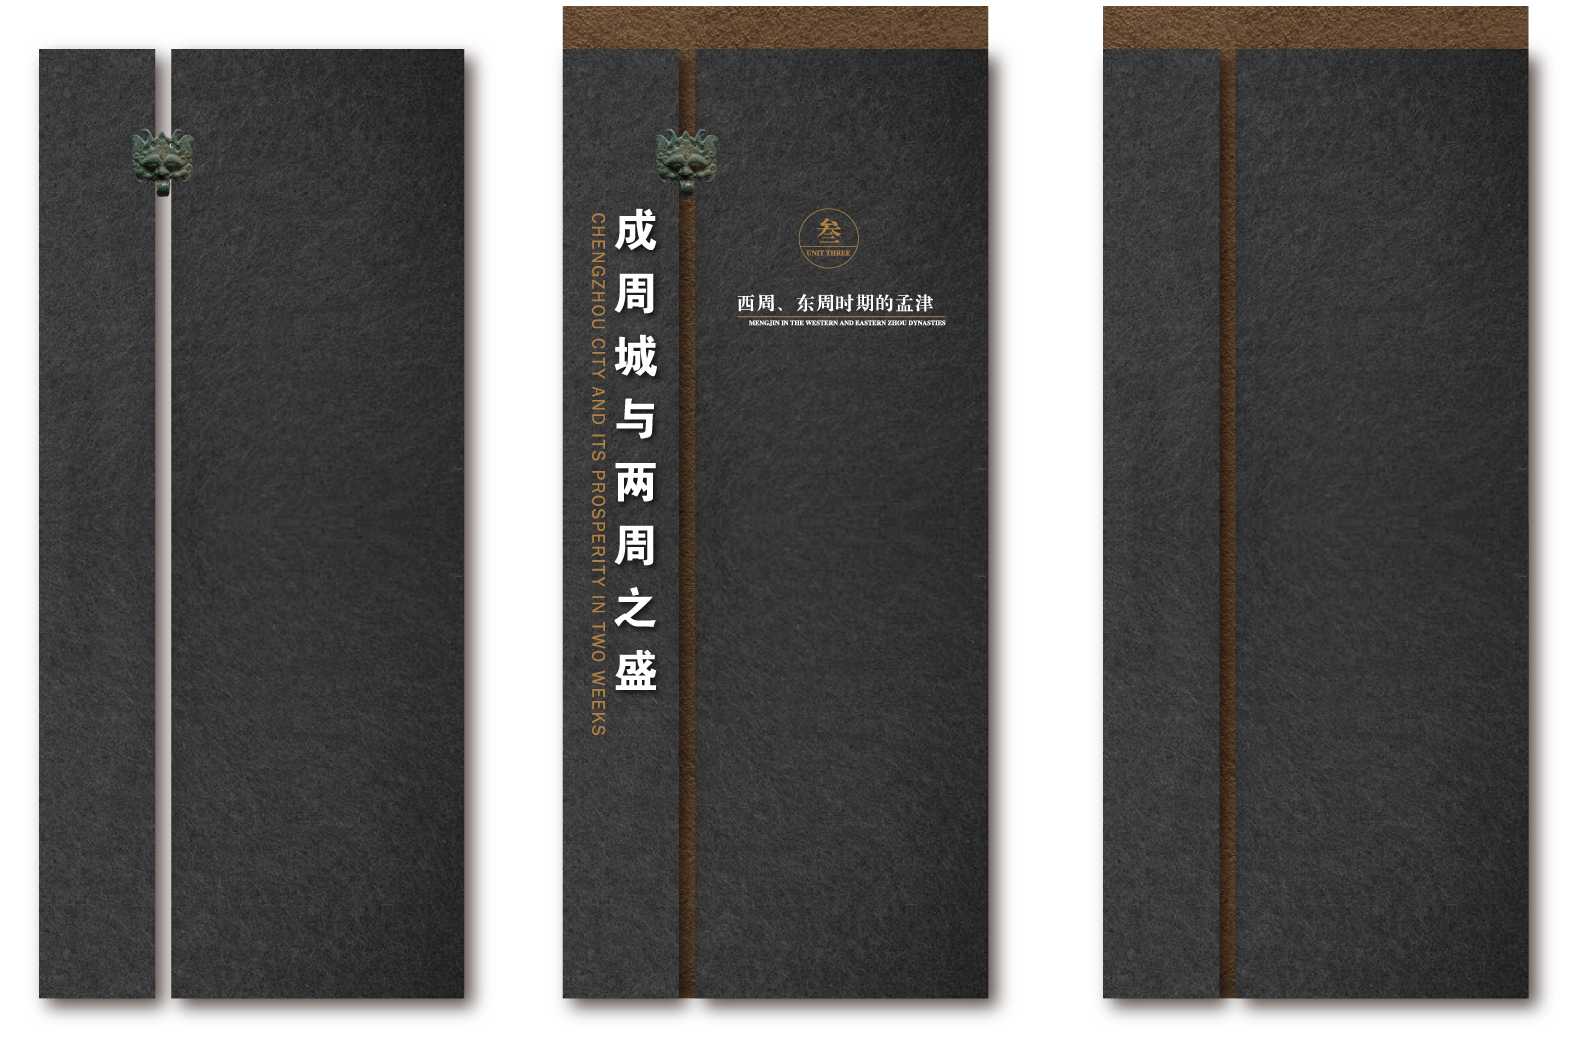 成周城与两周之盛
CHENGZHOU CITY AND ITS PROSPERITY IN TWO WEEKS
叁
UNIT THREE
西周、东周时期的孟津
MENGJIN IN THE WESTERN AND EASTERN ZHOU DYNASTIES